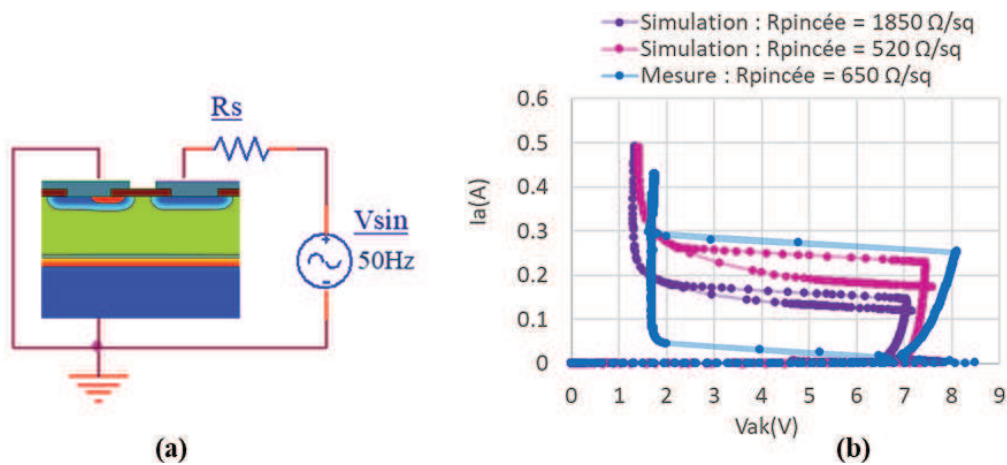 Rs
Vsin
50Hz
(a)
Simulation : Rpincée = 1850 Ω/sq
Simulation : Rpincée = 520 Ω/sq
Mesure : Rpincée = 650 Ω/sq
Ia(A)
0.6
0.5
0.4
0.3
0.2
0.1
0
0 1 2 3 4 5 6 7 8 9
Vak(V)
(b)